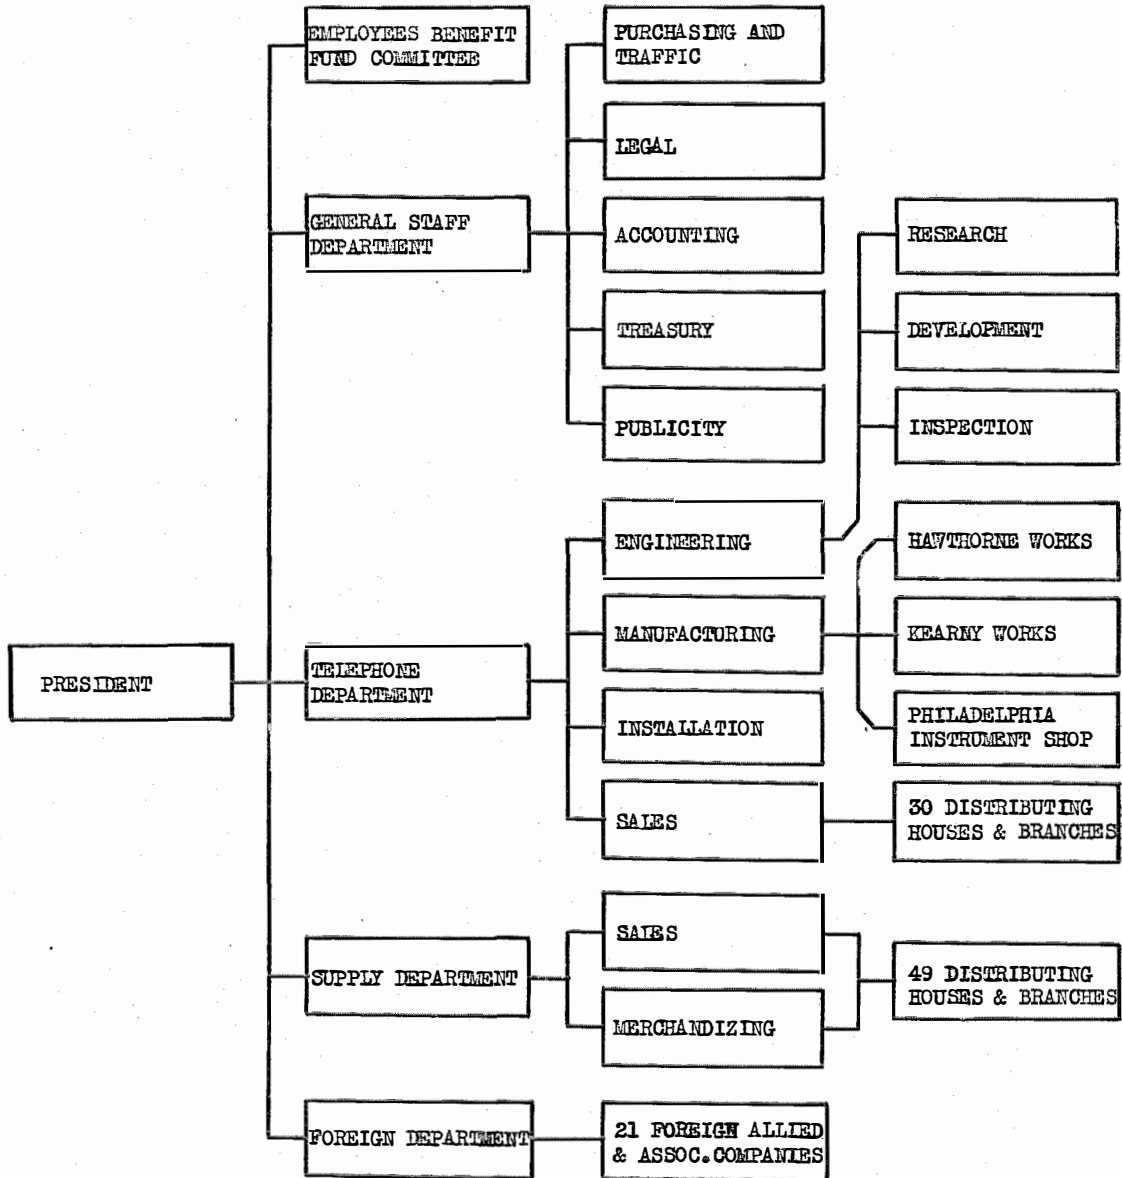 EMPLOYEES BENEFIT
FUND COMMITTEE
PURCHASING AND
TRAFFIC
LEGAL
GENERAL STAFF
DEPARTMENT
ACCOUNTING
RESEARCH
TREASURY
DEVELOPMENT
PUBLICITY
INSPECTION
ENGINEERING
HAWTHORNE WORKS
MANUFACTURING
KEARNY WORKS
PRESIDENT
TELEPHONE
DEPARTMENT
INSTALLATION
PHILADELPHIA
INSTRUMENT SHOP
SALES
30 DISTRIBUTING
HOUSES & BRANCHES
SALES
SUPPLY DEPARTMENT
49 DISTRIBUTING
HOUSES & BRANCHES
MERCHANDIZING
FOREIGN DEPARTMENT
21 FOREIGN ALLIED
& ASSOC.COMPANIES